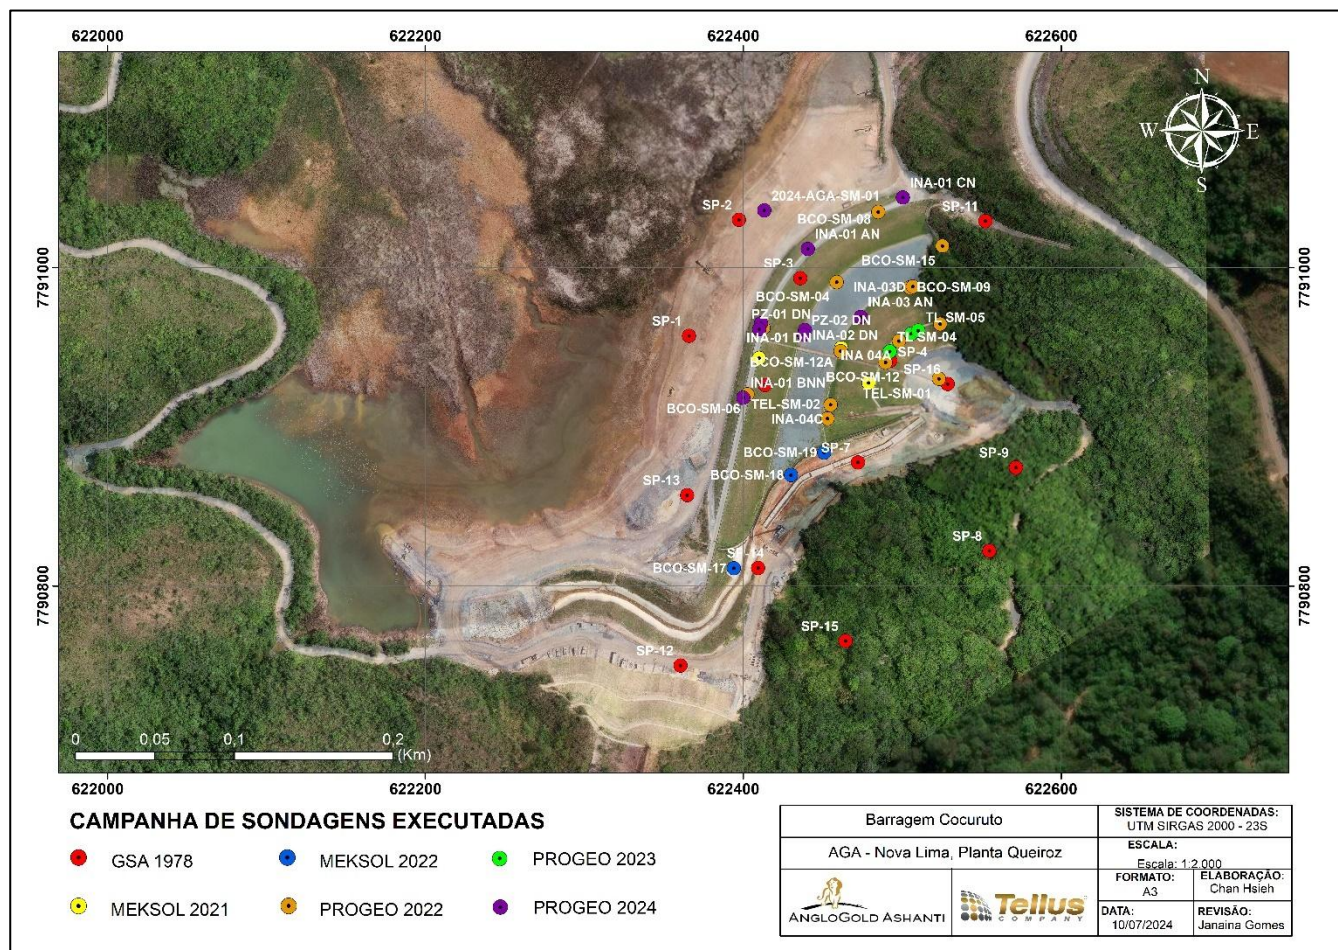 622000 622200 622400 622600
N
W E
S
7791000
7790800
7791000
7790800
2024-AGA-SM-01
INA-01 CN
SP-2
SP-11
BCO-SM-08
INA-01 AN
SP-3
BCO-SM-15
BCO-SM-04
INA-03D
BCO-SM-09
INA-03 AN
PZ-01 DN
PZ-02 DN
TL_SM-05
SP-1
INA-01 DN
INA-02 DN
TL_SM-04
BCO-SM-12A
INA 04A
SP-4
SP-16
BCO-SM-12
INA-01 BNN
TEL-SM-01
BCO-SM-06
TEL-SM-02
INA-04C
BCO-SM-19
SP-7
SP-9
BCO-SM-18
SP-13
SP-8
SP-14
BCO-SM-17
SP-15
SP-12
0 0,05 0,1 0,2
(Km)
622000 622200 622400 622600
CAMPANHA DE SONDAGENS EXECUTADAS
GSA 1978
MEKSOL 2022
PROGEO 2023
MEKSOL 2021
PROGEO 2022
PROGEO 2024
Barragem Cocuruto
AGA - Nova Lima, Planta Queiroz
ANGLOGOLD ASHANTI
Tellus
COMPANY
SISTEMA DE COORDENADAS:
UTM SIRGAS 2000 - 23S
ESCALA:
Escala: 1:2.000
FORMATO:
A3
ELABORAÇÃO:
Chan Hsieh
DATA:
10/07/2024
REVISÃO:
Janaina Gomes